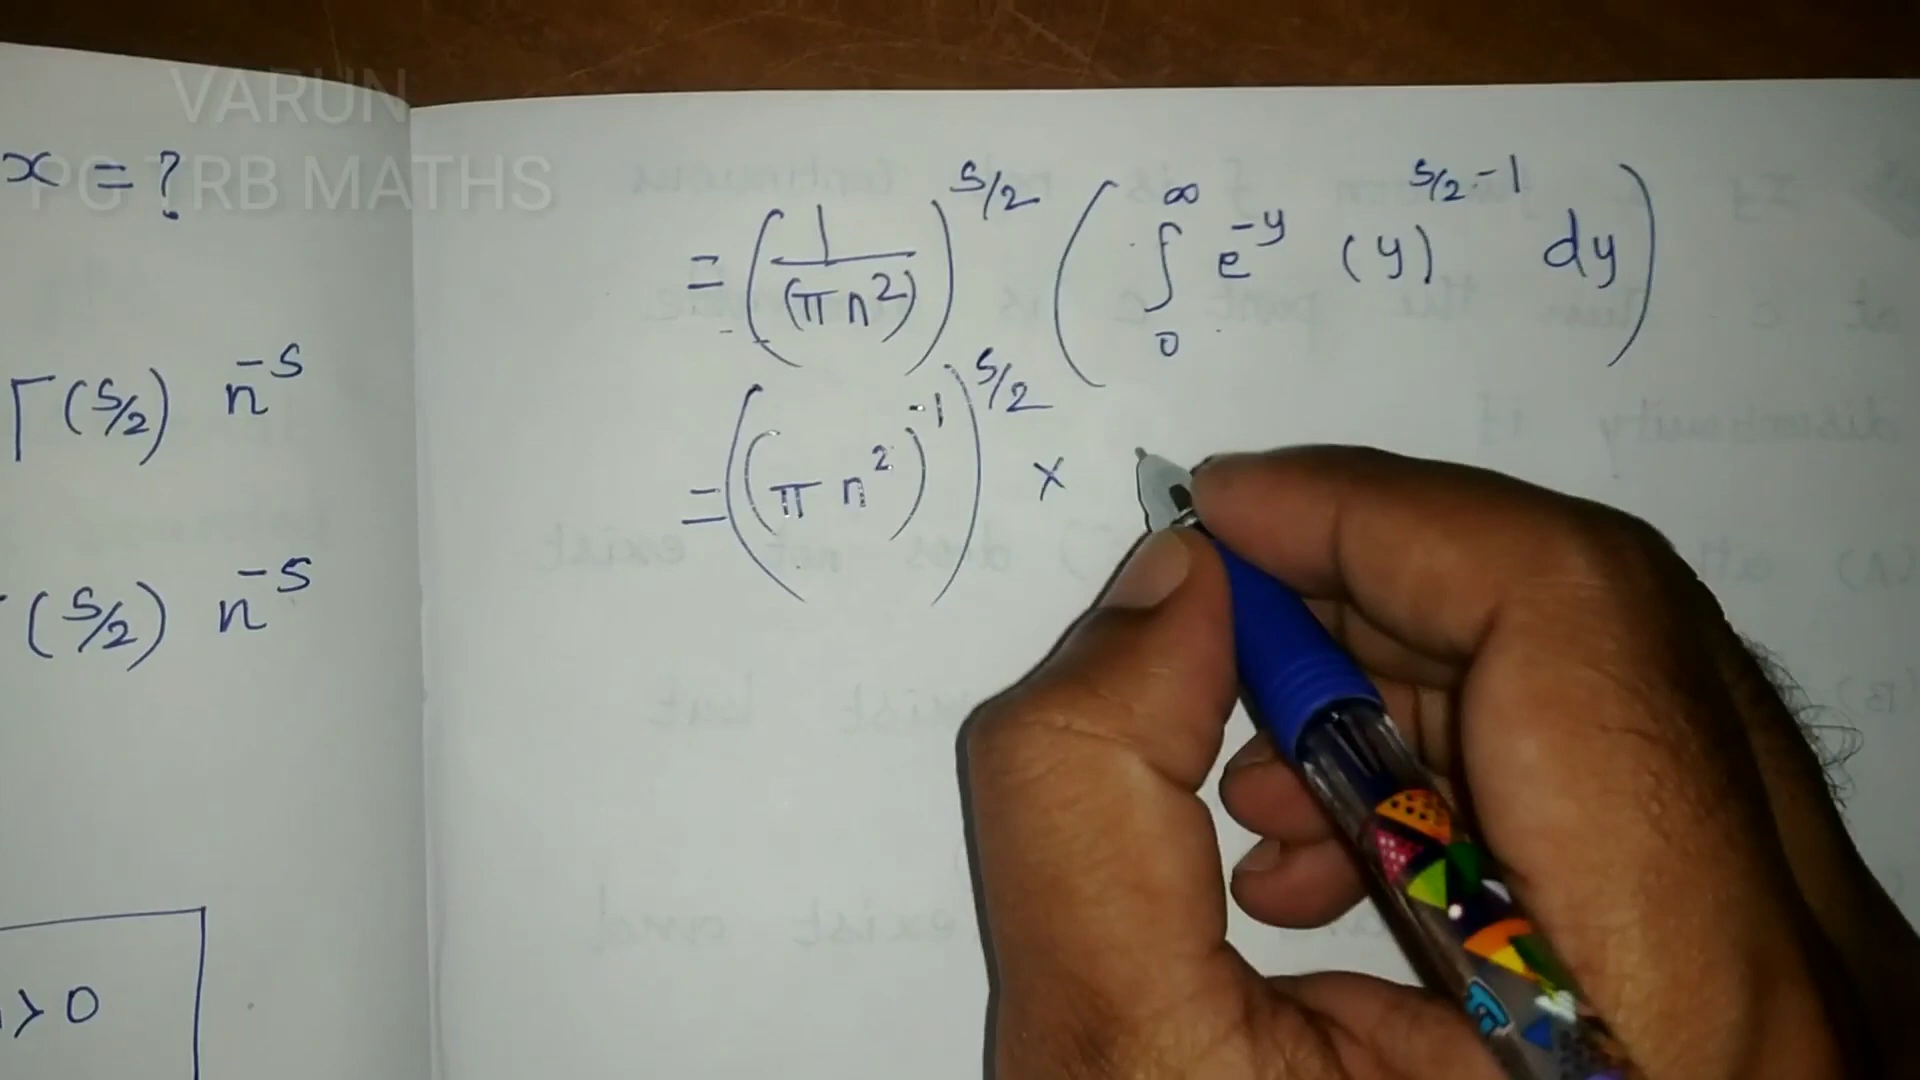 VARUN
PG TRB MATHS
x = ?
Γ(s/2) n^-s
(s/2) n^-s
> 0
= (1/(πn²))^s/2 (∫₀^∞ e^-y (y)^s/2-1 dy)
= ((πn²)^-1)^s/2 ×